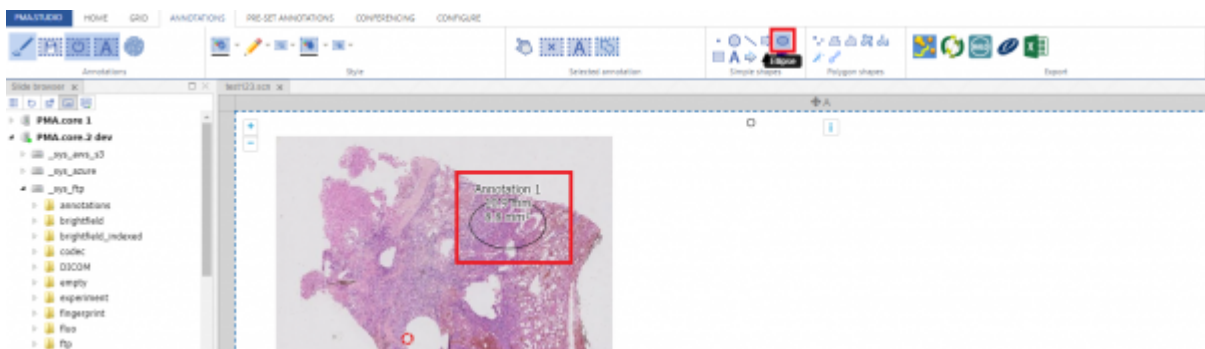 PMA.STUDIO HOME GRID ANNOTATIONS PRE-SET ANNOTATIONS CONFERENCING CONFIGURE
Annotations Style Selected annotation Simple shapes Polygon shapes Export
Ellipse
Slide browser
A
PMA.core 1
PMA.core.2 dev
_sys_aws_s3
_sys_azure
_sys_ftp
annotations
brightfield
brightfield_indexed
codec
DICOM
empty
experiment
fingerprint
fluo
ftp
Annotation 1